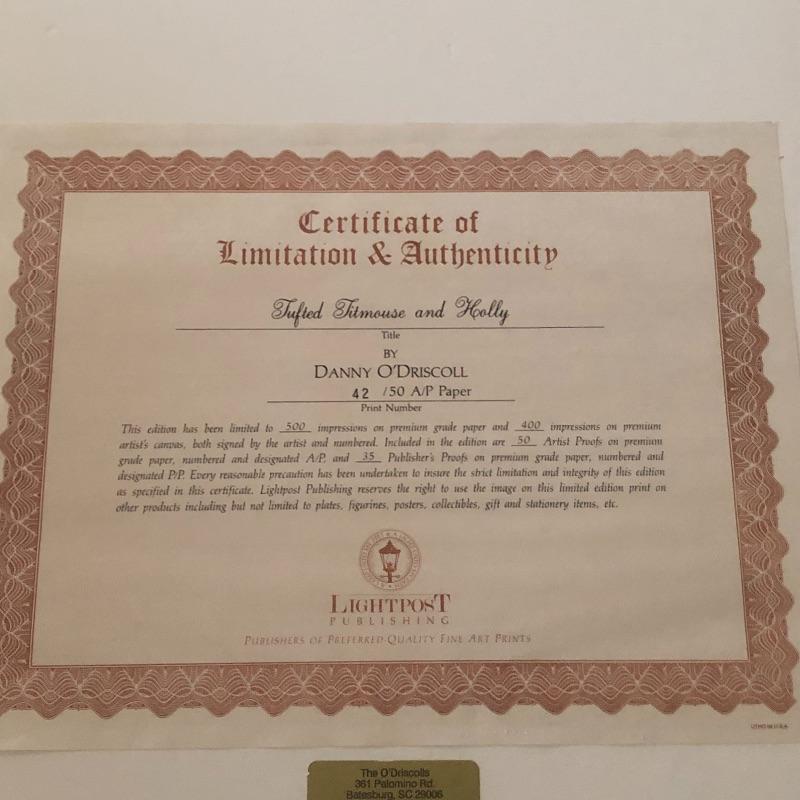 Certificate of
Limitation & Authenticity
Tufted Titmouse and Holly
Title
BY
DANNY O'DRISCOLL
42 /50 A/P Paper
Print Number
This edition has been limited to 500 impressions on premium grade paper and 400 impressions on premium
artist's canvas, both signed by the artist and numbered. Included in the edition are 50 Artist Proofs on premium
grade paper, numbered and designated A/P, and 35 Publisher's Proofs on premium grade paper, numbered and
designated P/P. Every reasonable precaution has been undertaken to insure the strict limitation and integrity of this edition
as specified in this certificate. Lightpost Publishing reserves the right to use the image on this limited edition print on
other products including but not limited to plates, figurines, posters, collectibles, gift and stationery items, etc.
LIGHTPOST
PUBLISHING
PUBLISHERS OF PREFERRED QUALITY FINE ART PRINTS
The O'Driscolls
361 Palomino Rd.
Batesburg, SC 29006